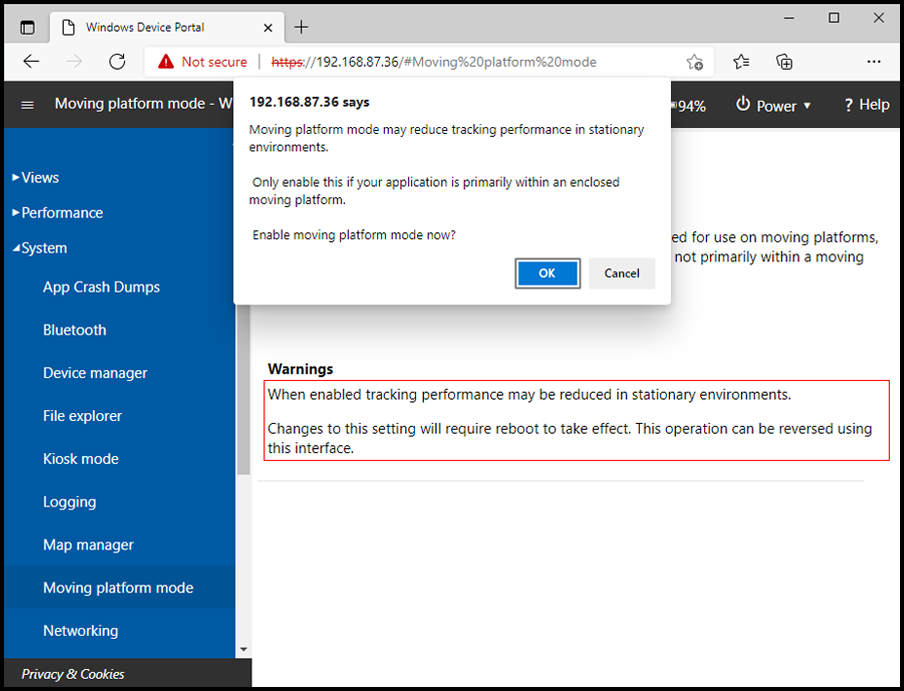 Windows Device Portal
Not secure
https://192.168.87.36/#Moving%20platform%20mode
Moving platform mode - W
94%
Power
? Help
192.168.87.36 says
Moving platform mode may reduce tracking performance in stationary
environments.
Only enable this if your application is primarily within an enclosed
moving platform.
Enable moving platform mode now?
OK
Cancel
Views
Performance
System
App Crash Dumps
Bluetooth
Device manager
File explorer
Kiosk mode
Logging
Map manager
Moving platform mode
Networking
Privacy & Cookies
ed for use on moving platforms,
not primarily within a moving
Warnings
When enabled tracking performance may be reduced in stationary environments.
Changes to this setting will require reboot to take effect. This operation can be reversed using
this interface.